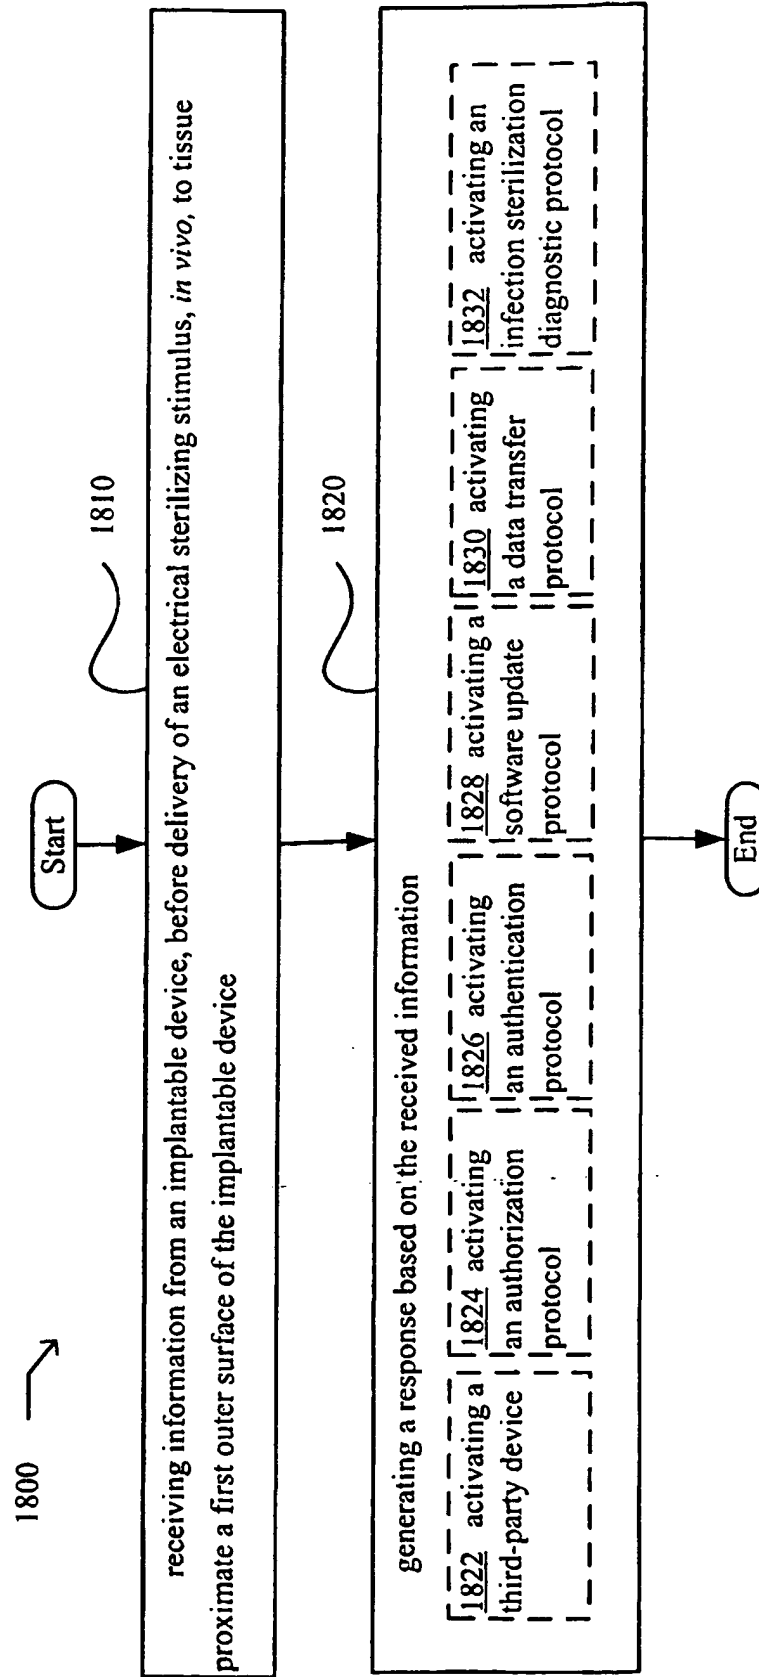 1800
Start
1810
receiving information from an implantable device, before delivery of an electrical sterilizing stimulus, in vivo, to tissue
proximate a first outer surface of the implantable device
1820
generating a response based on the received information
1822 activating a
third-party device
1824 activating
an authorization
protocol
1826 activating
an authentication
protocol
1828 activating a
software update
protocol
1830 activating
a data transfer
protocol
1832 activating an
infection sterilization
diagnostic protocol
End